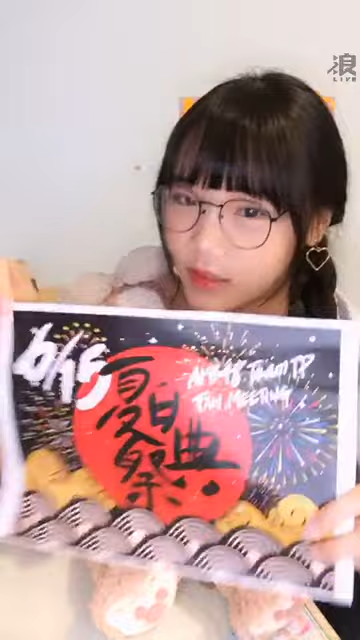 浪
LIVE
6/15
夏日
祭典
AKB48 TEAM TP
FAN MEETING